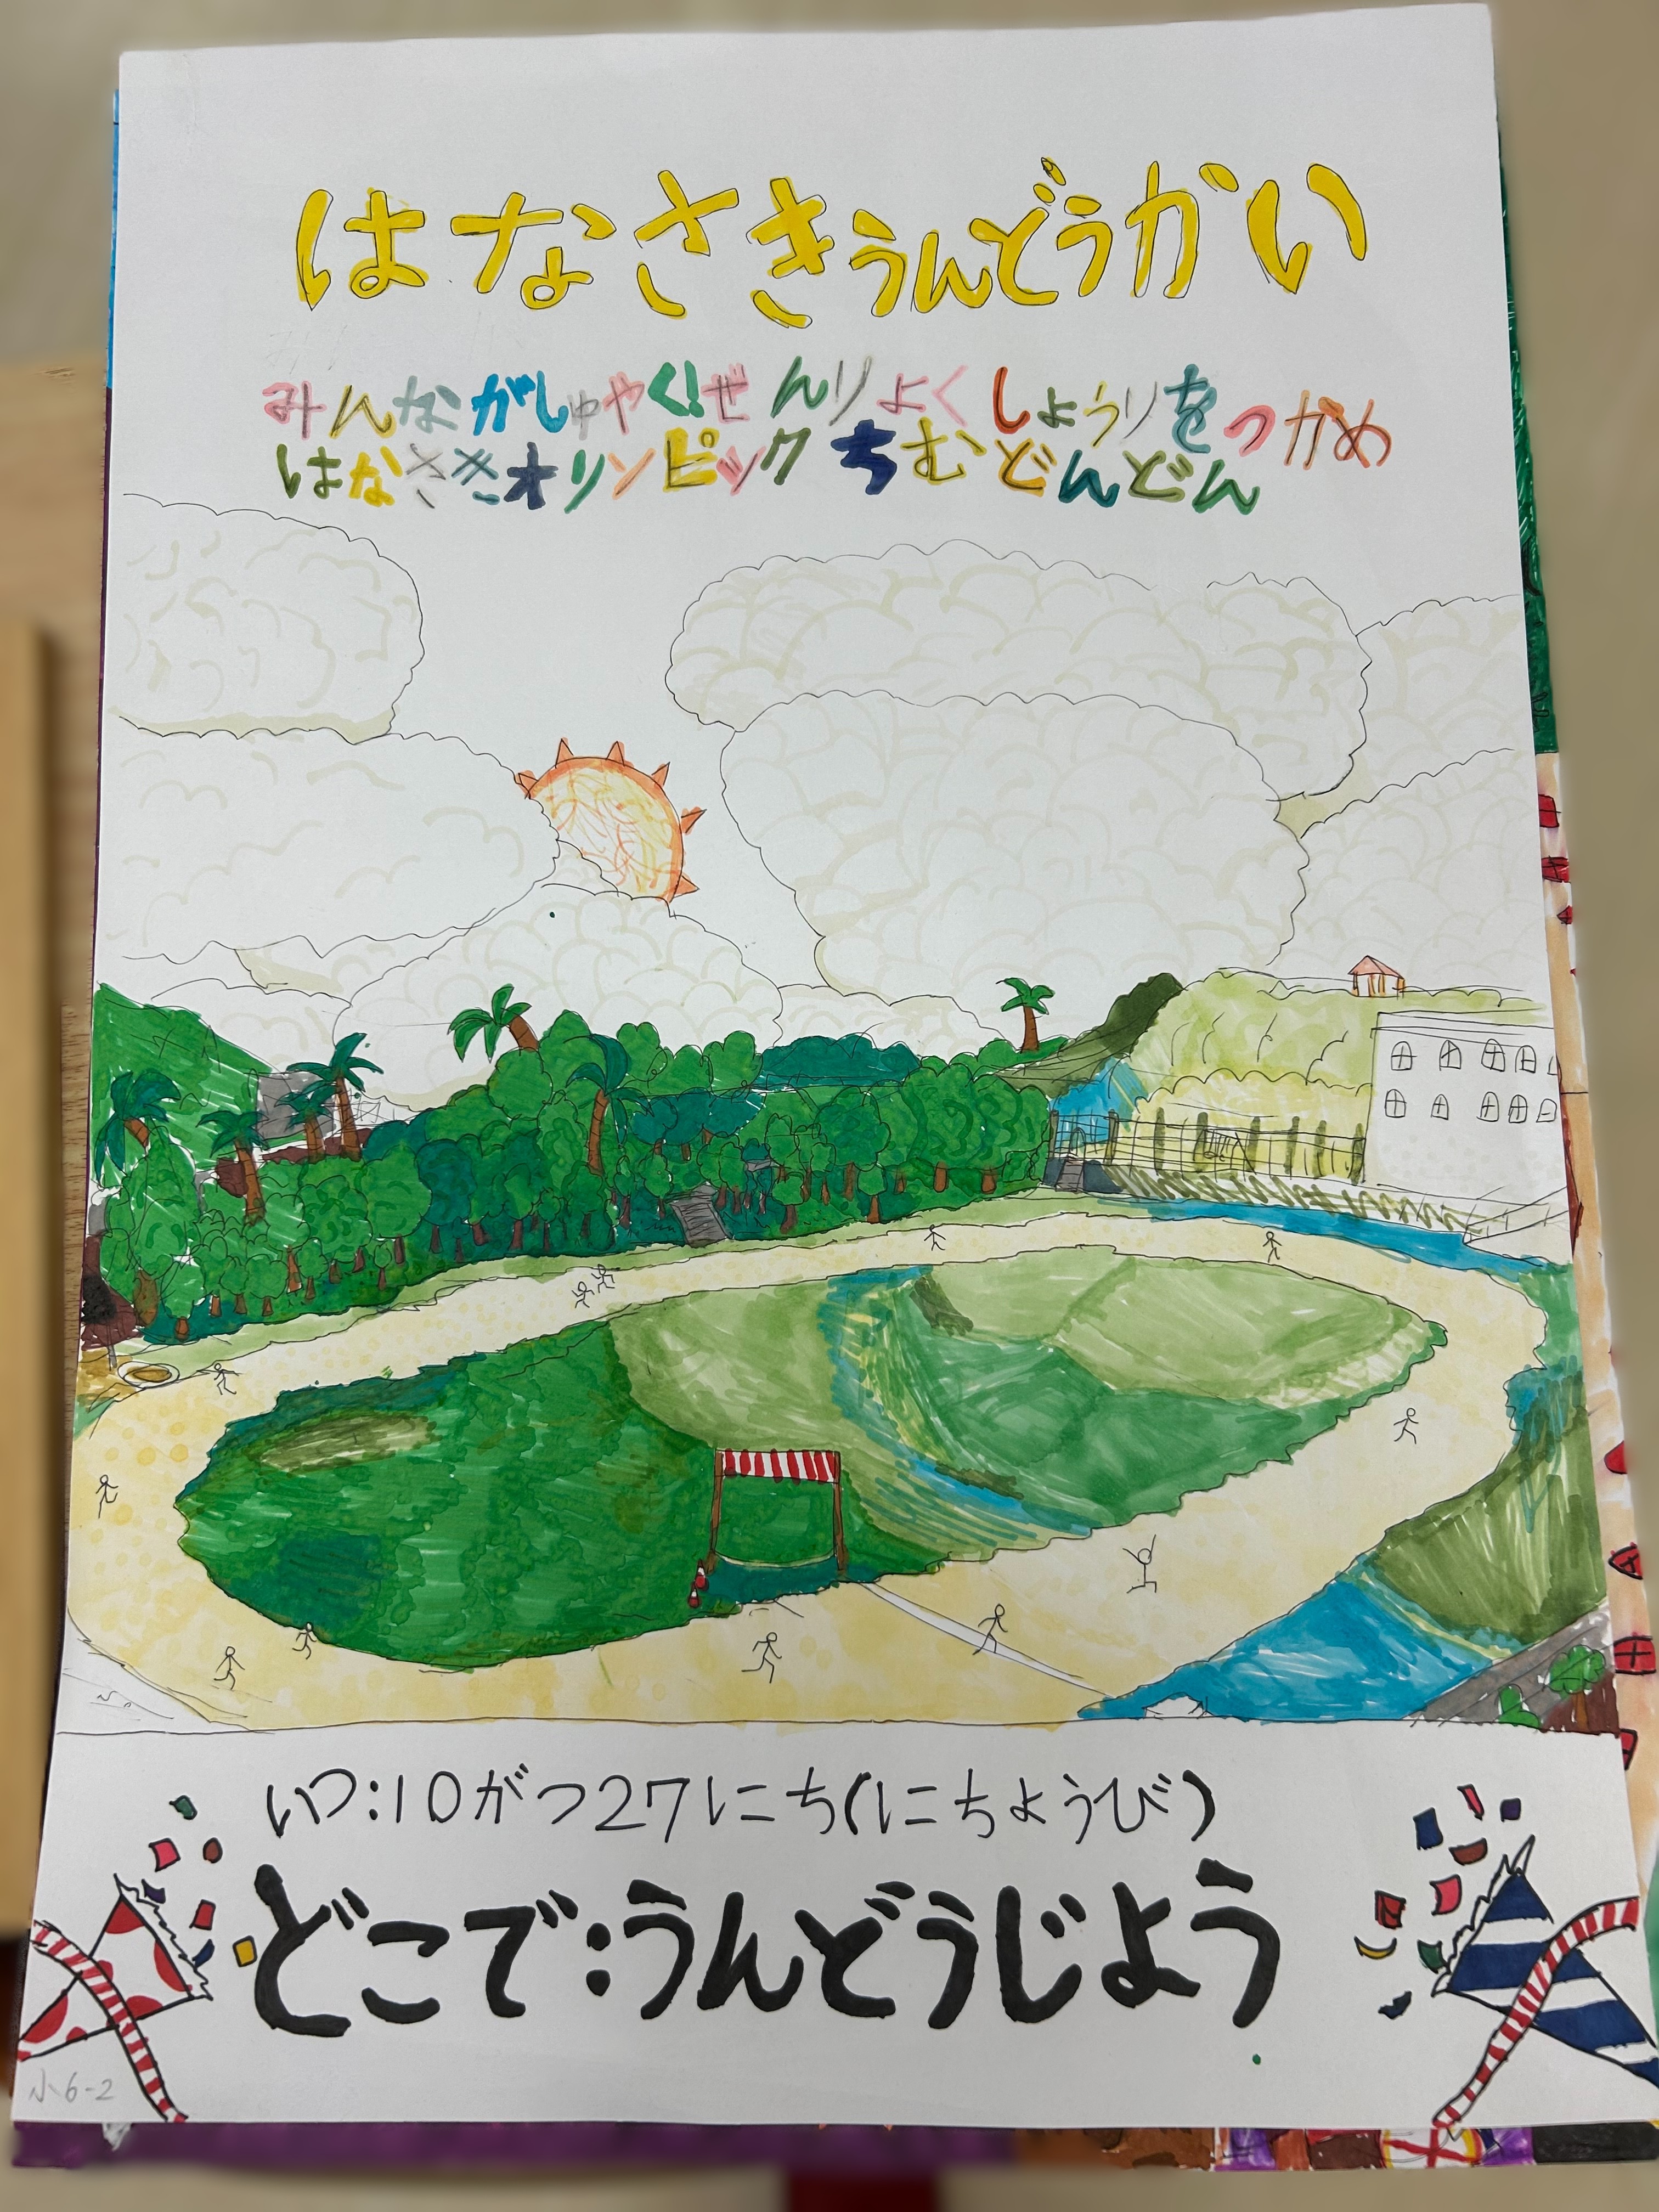 はなさきうんどうかい
みんながしゅやく!ぜんりょくしょうりをつかめ
はなさきオリンピック ちむどんどん
いつ:10がつ27にち(にちようび)
どこで:うんどうじよう
小6-2